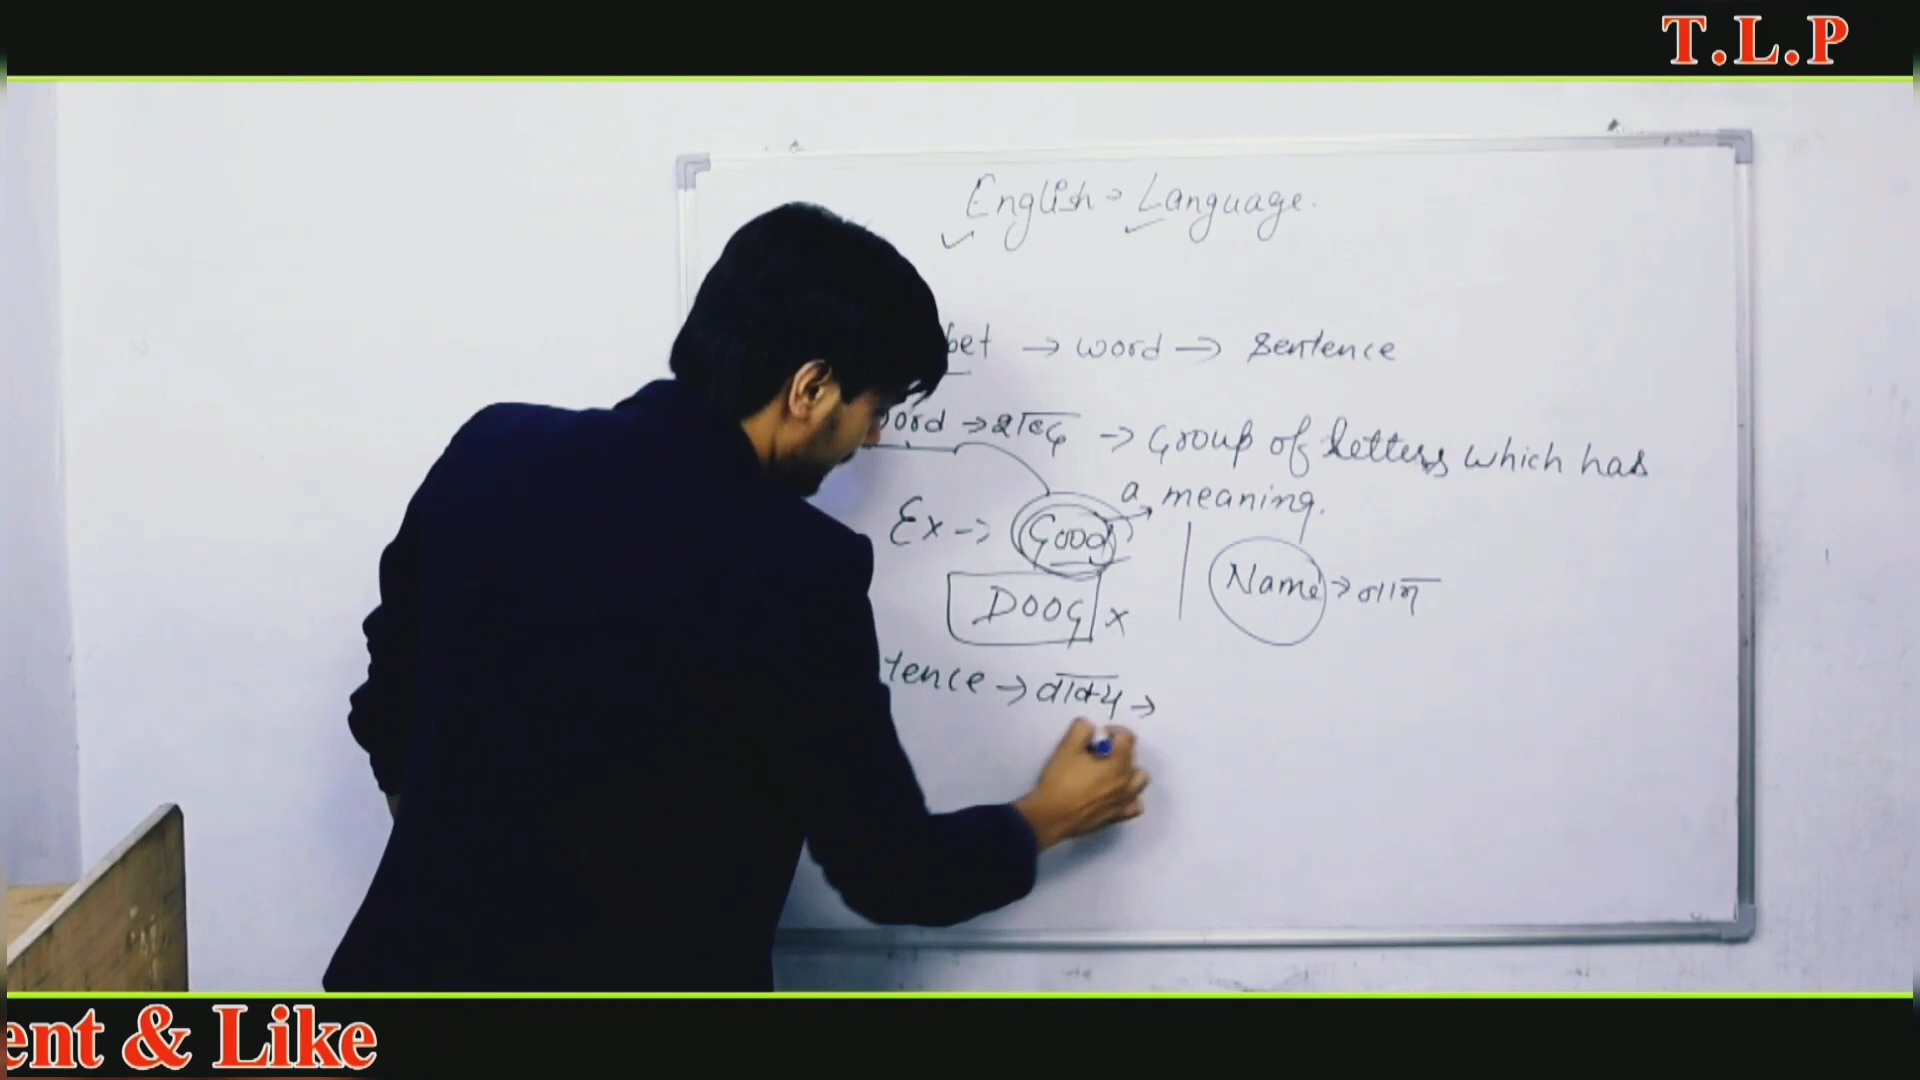 T.L.P
English → Language.
bet → word → Sentence
ord → शब्द → Group of letters which has
a meaning.
Ex → Good
Name → नाम
DOOG x
tence → वाक्य →
ent & Like